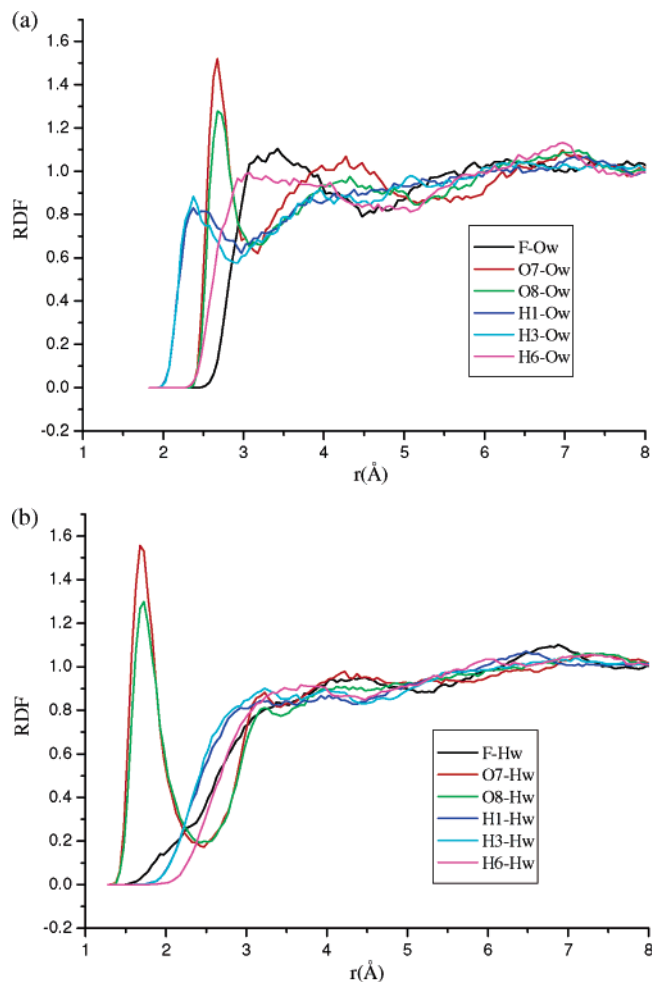 (a)
1.6
1.4
1.2
1.0
0.8
0.6
0.4
0.2
0.0
-0.2
RDF
F-Ow
O7-Ow
O8-Ow
H1-Ow
H3-Ow
H6-Ow
1 2 3 4 5 6 7 8
r(Å)
(b)
1.6
1.4
1.2
1.0
0.8
0.6
0.4
0.2
0.0
-0.2
RDF
F-Hw
O7-Hw
O8-Hw
H1-Hw
H3-Hw
H6-Hw
1 2 3 4 5 6 7 8
r(Å)